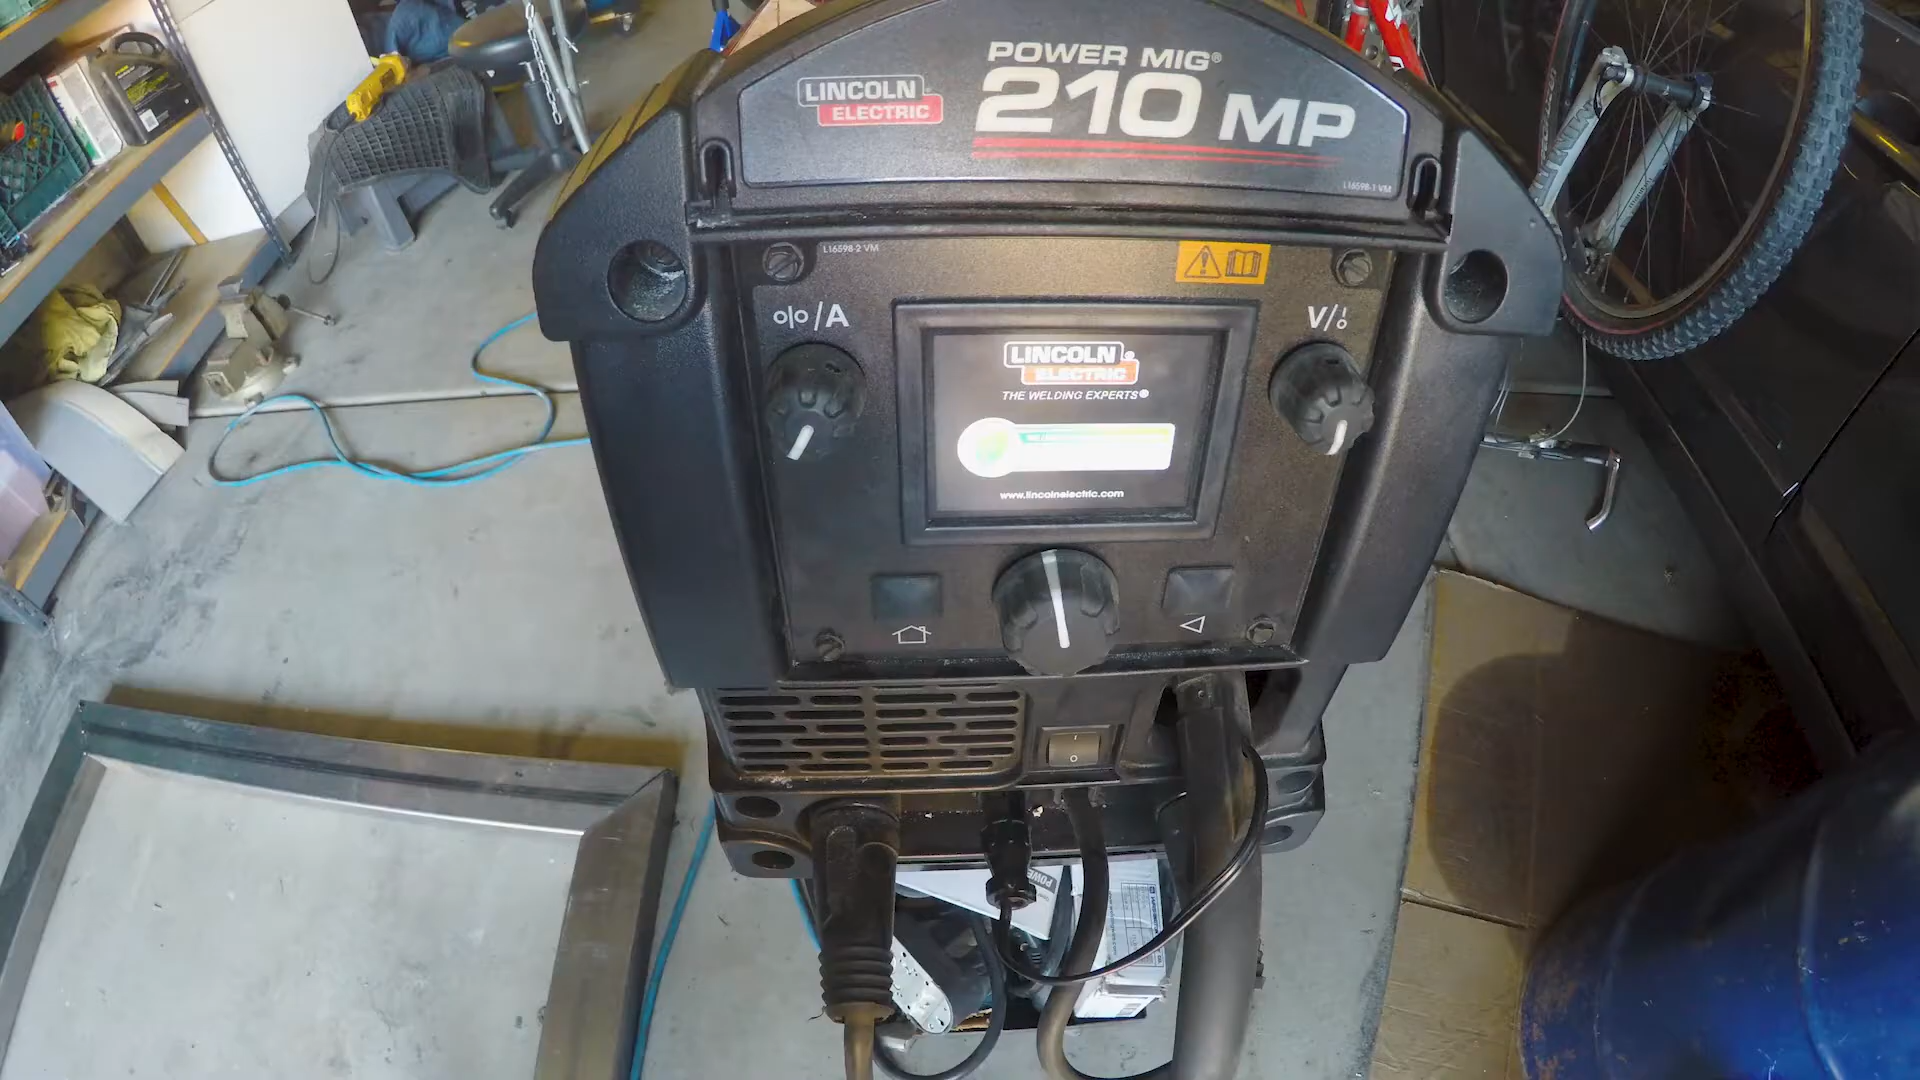 POWER MIG®
LINCOLN ®
ELECTRIC
210 MP
L16598-1 VM
L16598-2 VM
o|o /A
V/
LINCOLN ®
ELECTRIC
THE WELDING EXPERTS®
www.lincolnelectric.com
I
O
POWE